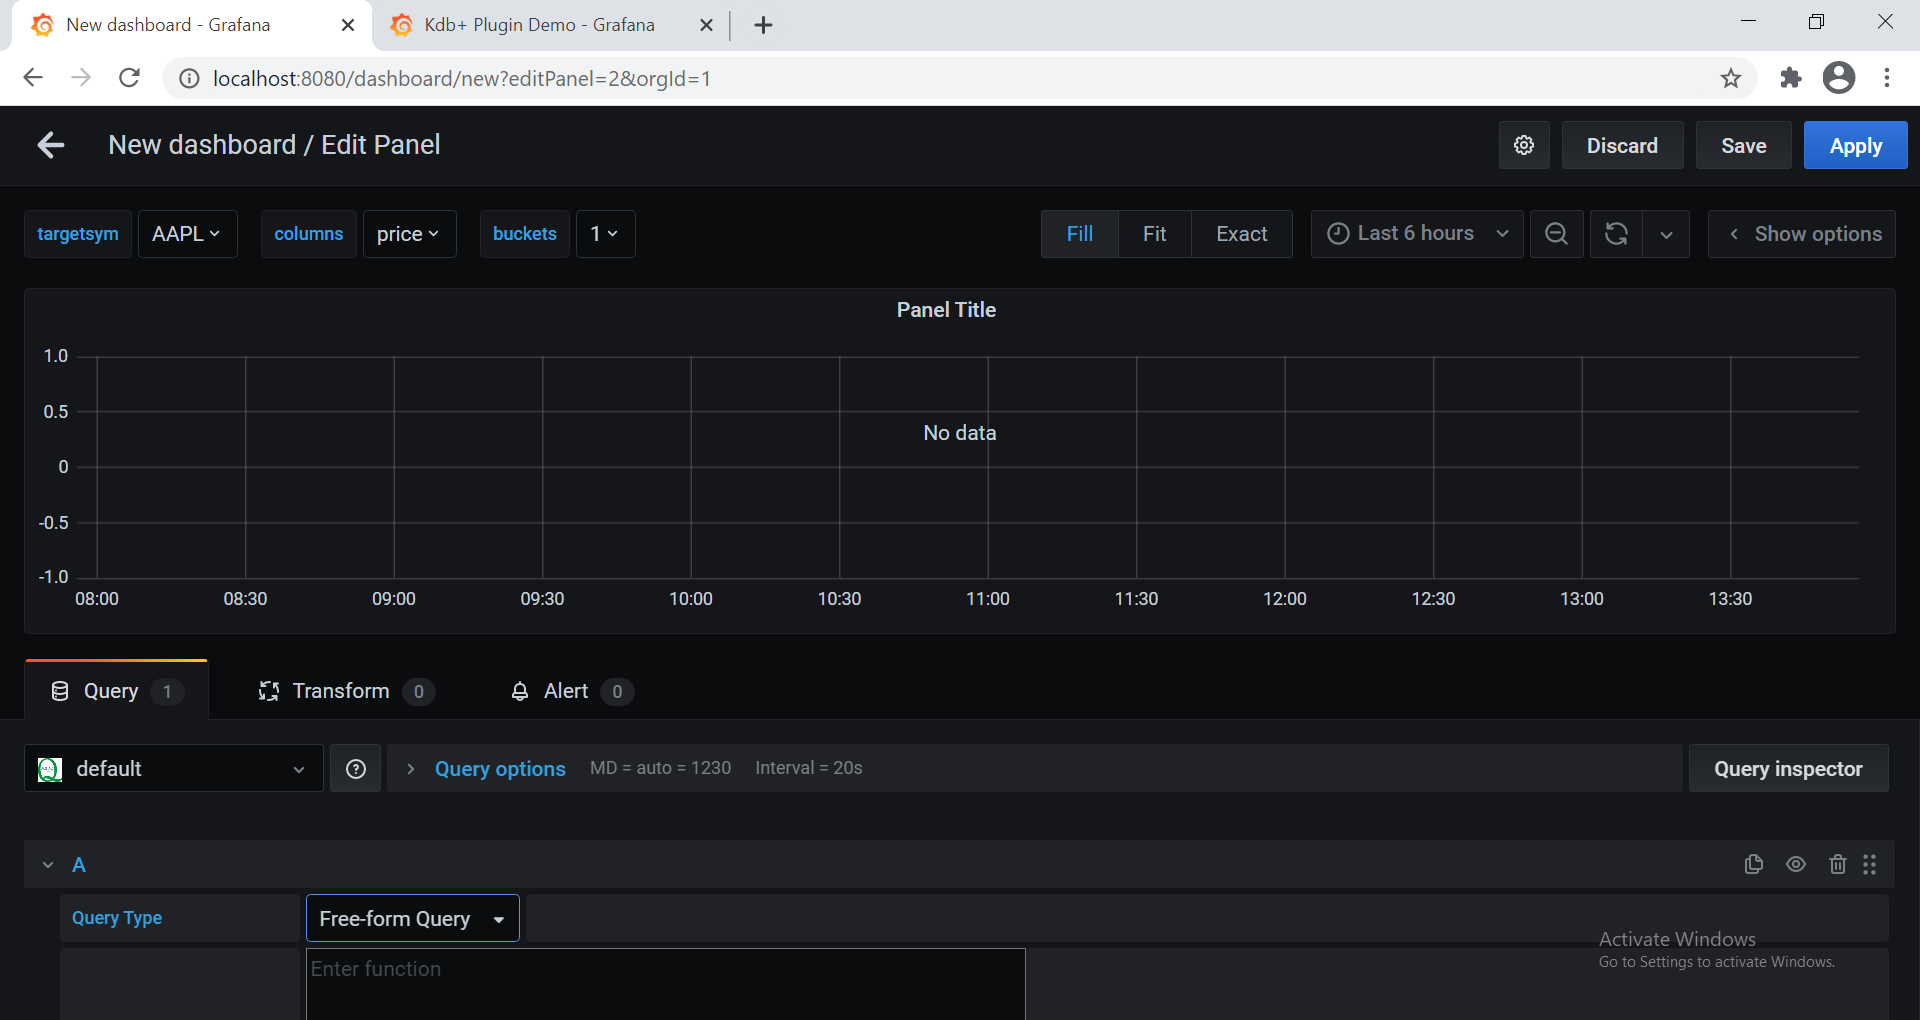 New dashboard - Grafana
Kdb+ Plugin Demo - Grafana
localhost:8080/dashboard/new?editPanel=2&orgId=1
New dashboard / Edit Panel
Discard
Save
Apply
targetsym
AAPL
columns
price
buckets
1
Fill
Fit
Exact
Last 6 hours
Show options
Panel Title
1.0
0.5
No data
0
-0.5
-1.0
08:00
08:30
09:00
09:30
10:00
10:30
11:00
11:30
12:00
12:30
13:00
13:30
Query 1
Transform 0
Alert 0
default
Query options
MD = auto = 1230
Interval = 20s
Query inspector
A
Query Type
Free-form Query
Enter function
Activate Windows
Go to Settings to activate Windows.